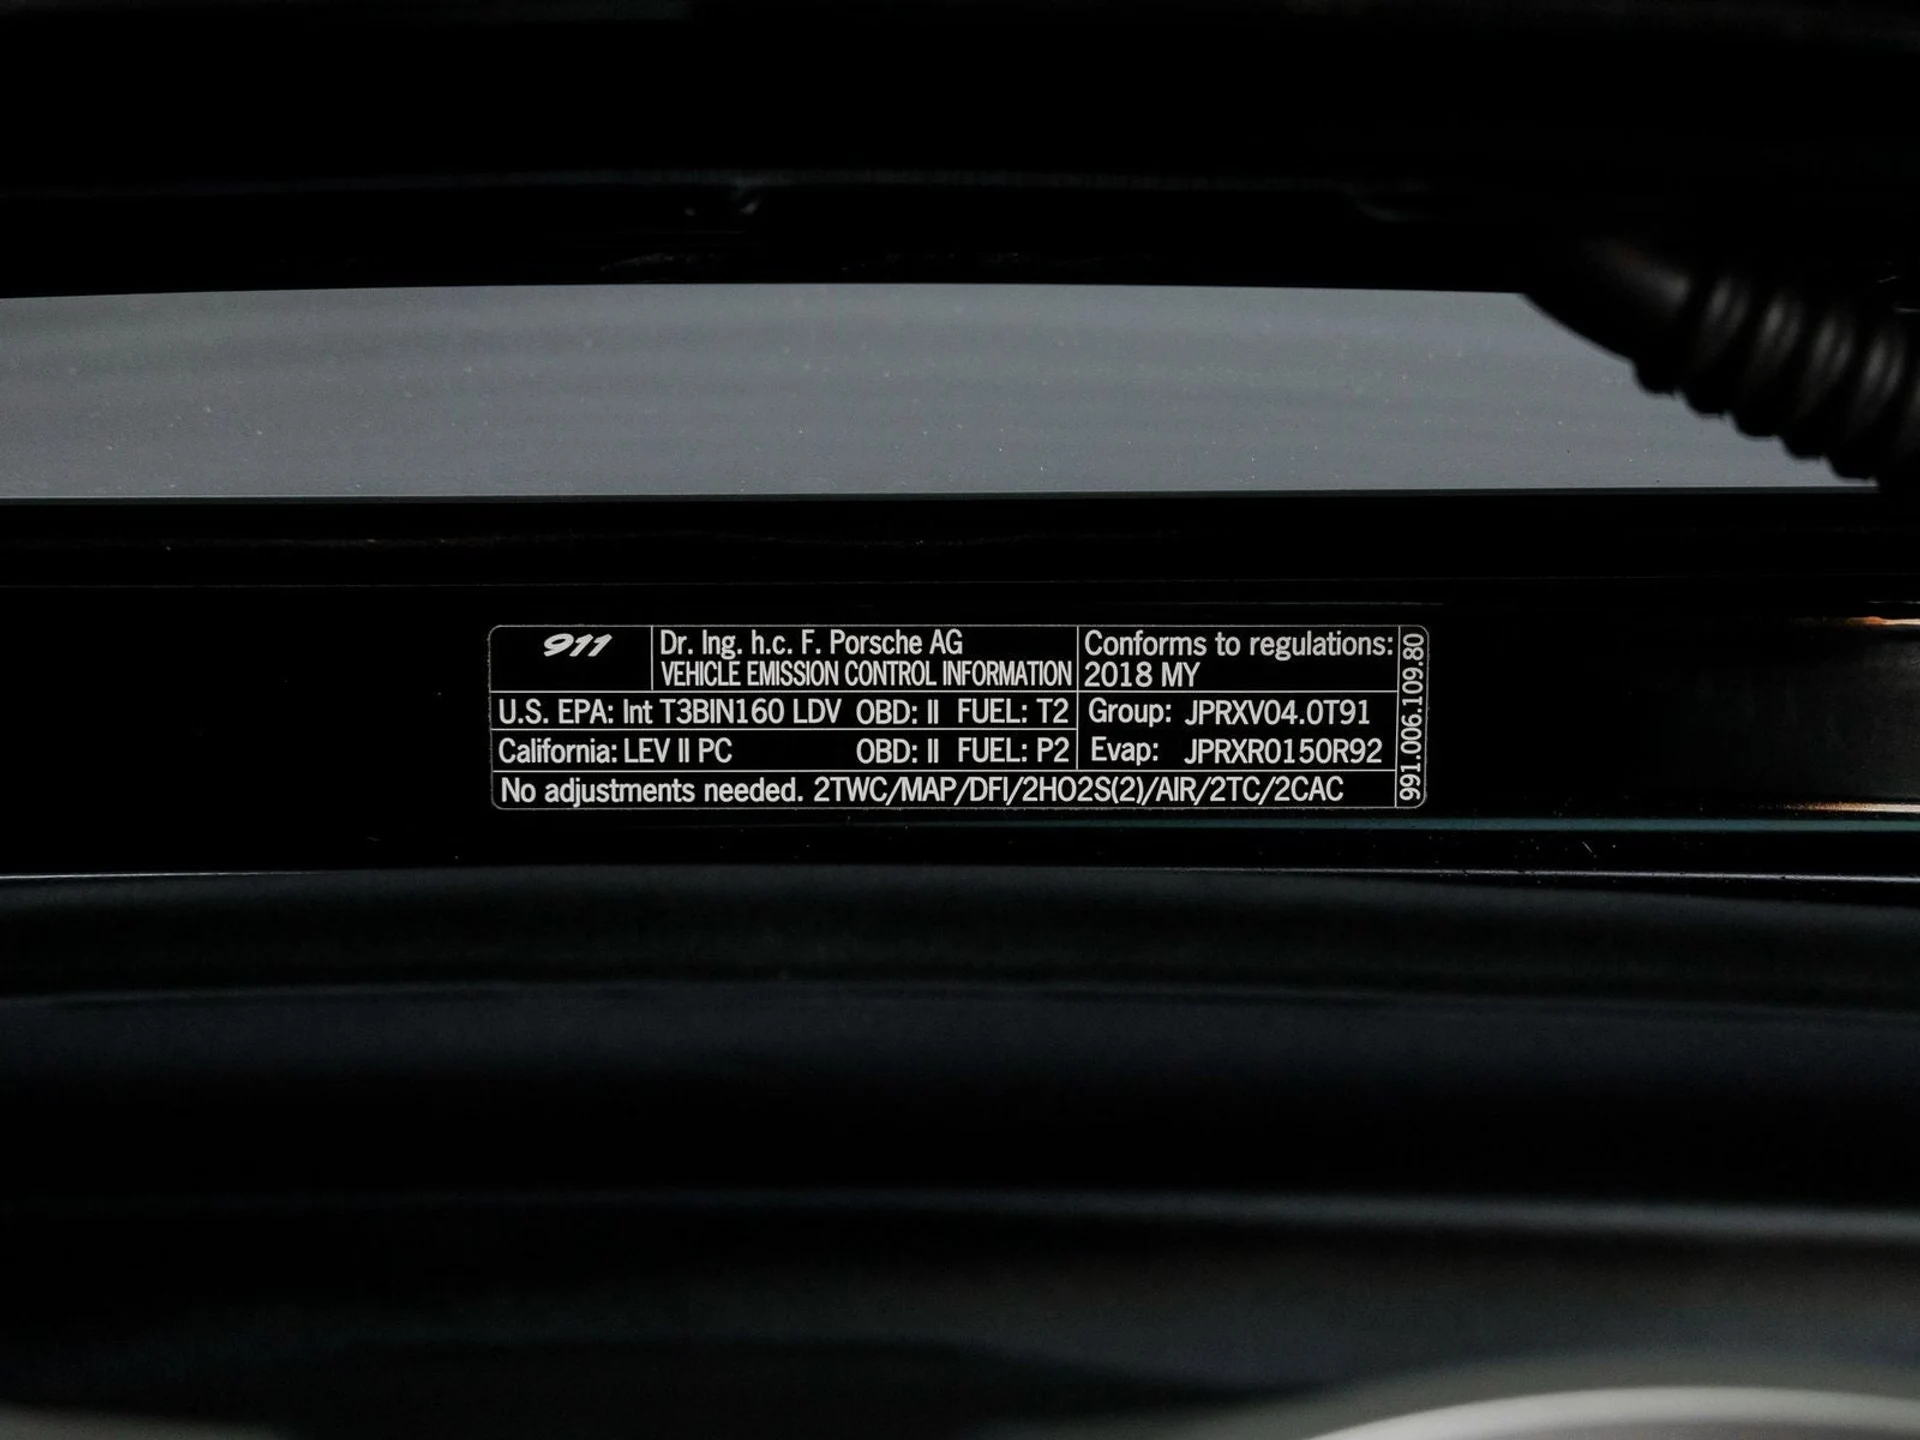 911
Dr. Ing. h.c. F. Porsche AG
VEHICLE EMISSION CONTROL INFORMATION
Conforms to regulations:
2018 MY
U.S. EPA: Int T3BIN160 LDV OBD: II FUEL: T2
Group: JPRXV04.0T91
California: LEV II PC OBD: II FUEL: P2
Evap: JPRXR0150R92
No adjustments needed. 2TWC/MAP/DFI/2HO2S(2)/AIR/2TC/2CAC
991.006.109.80